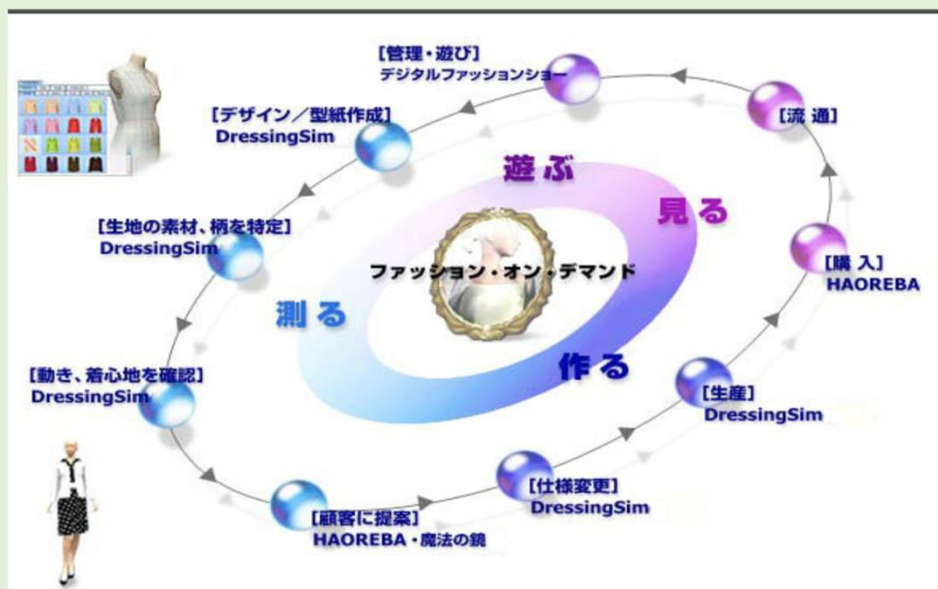 [管理・遊び]
デジタルファッションショー
[デザイン／型紙作成]
DressingSim
[流 通]
遊ぶ
見る
[生地の素材、柄を特定]
DressingSim
ファッション・オン・デマンド
[購 入]
HAOREBA
測る
作る
[動き、着心地を確認]
DressingSim
[生産]
DressingSim
[仕様変更]
DressingSim
[顧客に提案]
HAOREBA・魔法の鏡